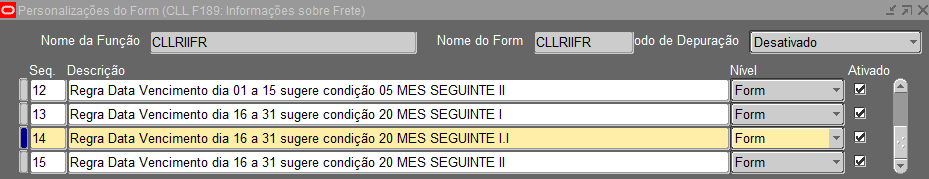 Personalizações do Form (CLL F189: Informações sobre Frete)
Nome da Função CLLRIIFR Nome do Form CLLRIIFR odo de Depuração Desativado
Seq. Descrição Nível Ativado
12 Regra Data Vencimento dia 01 a 15 sugere condição 05 MES SEGUINTE II Form
13 Regra Data Vencimento dia 16 a 31 sugere condição 20 MES SEGUINTE I Form
14 Regra Data Vencimento dia 16 a 31 sugere condição 20 MES SEGUINTE I.I Form
15 Regra Data Vencimento dia 16 a 31 sugere condição 20 MES SEGUINTE II Form